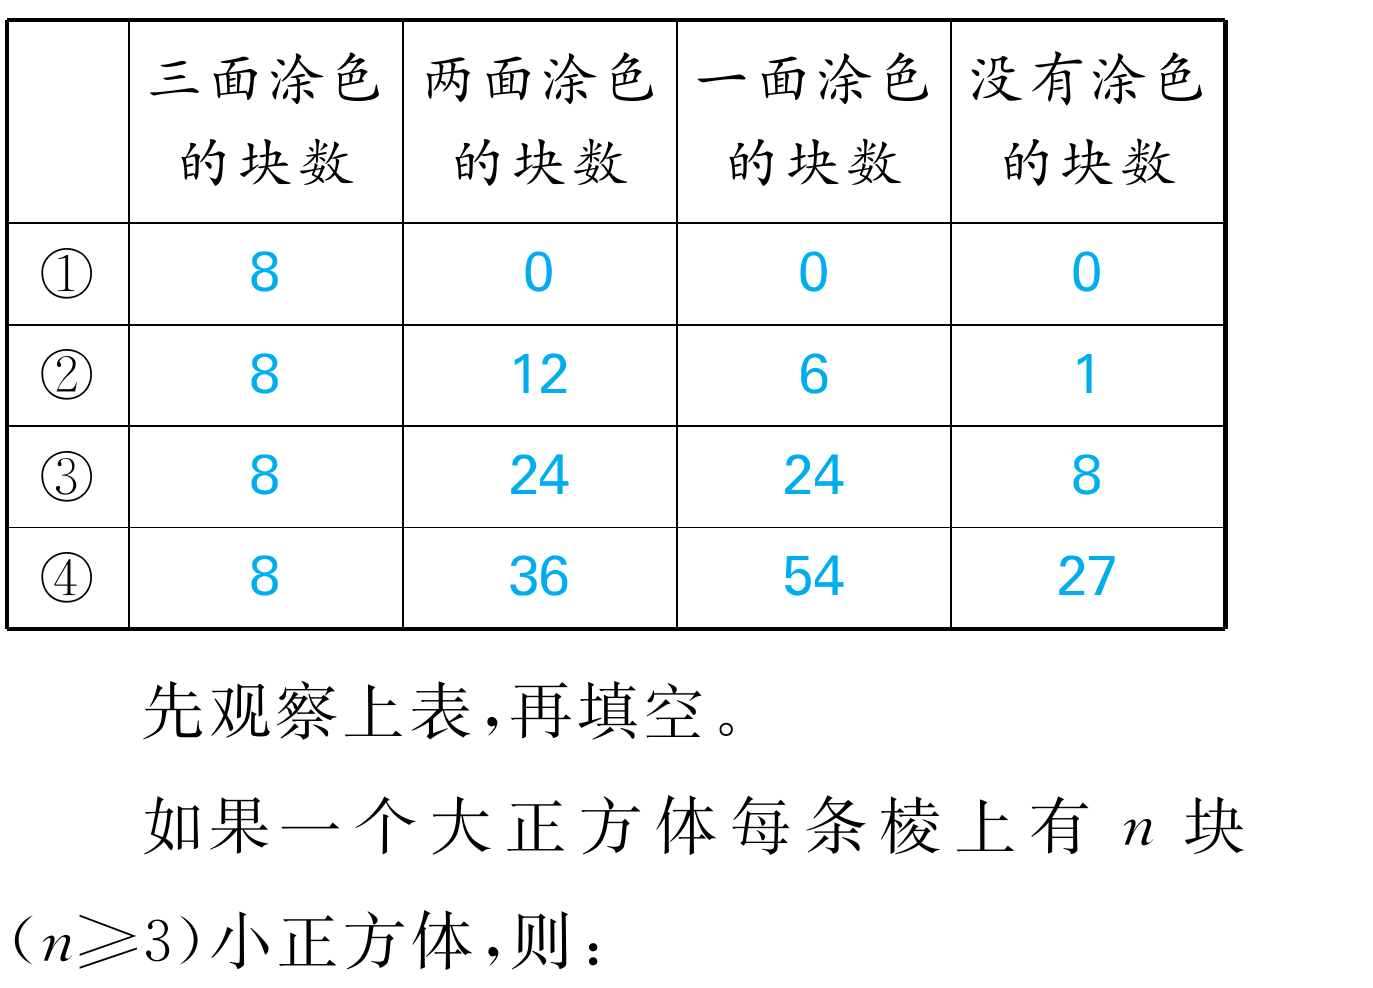 三面涂色的块数 两面涂色的块数 一面涂色的块数 没有涂色的块数
① 8 0 0 0
② 8 12 6 1
③ 8 24 24 8
④ 8 36 54 27
先观察上表,再填空。
如果一个大正方体每条棱上有 n 块
(n⩾3)小正方体,则: